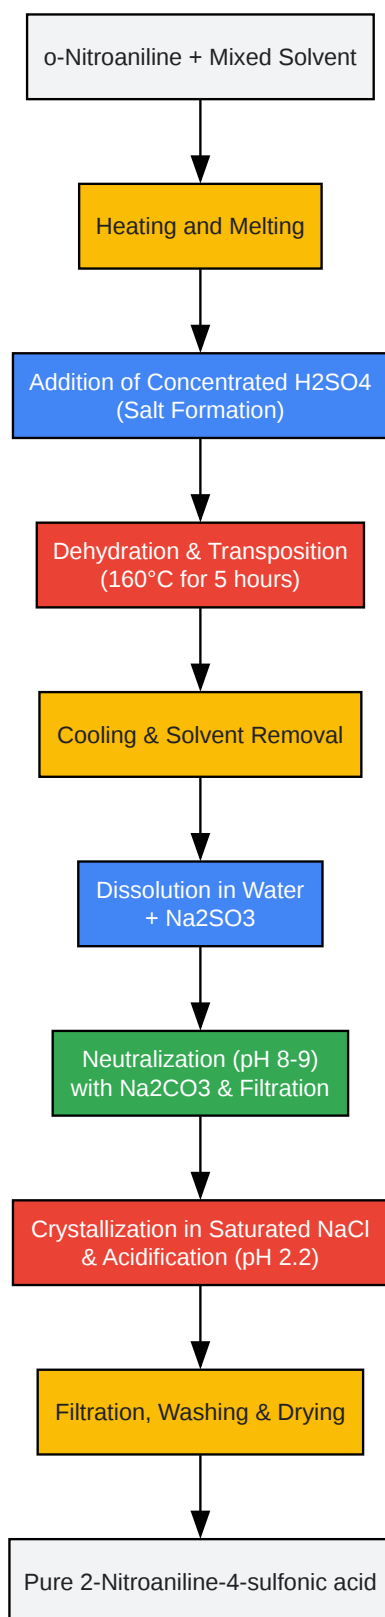 o-Nitroaniline + Mixed Solvent
Heating and Melting
Addition of Concentrated H2SO4
(Salt Formation)
Dehydration & Transposition
(160°C for 5 hours)
Cooling & Solvent Removal
Dissolution in Water
+ Na2SO3
Neutralization (pH 8-9)
with Na2CO3 & Filtration
Crystallization in Saturated NaCl
& Acidification (pH 2.2)
Filtration, Washing & Drying
Pure 2-Nitroaniline-4-sulfonic acid